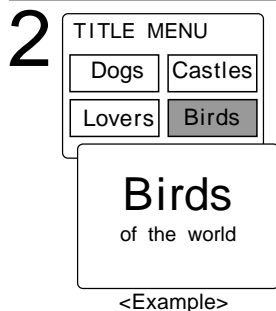 2
TITLE MENU
Dogs Castles
Lovers Birds
Birds
of the world
<Example>